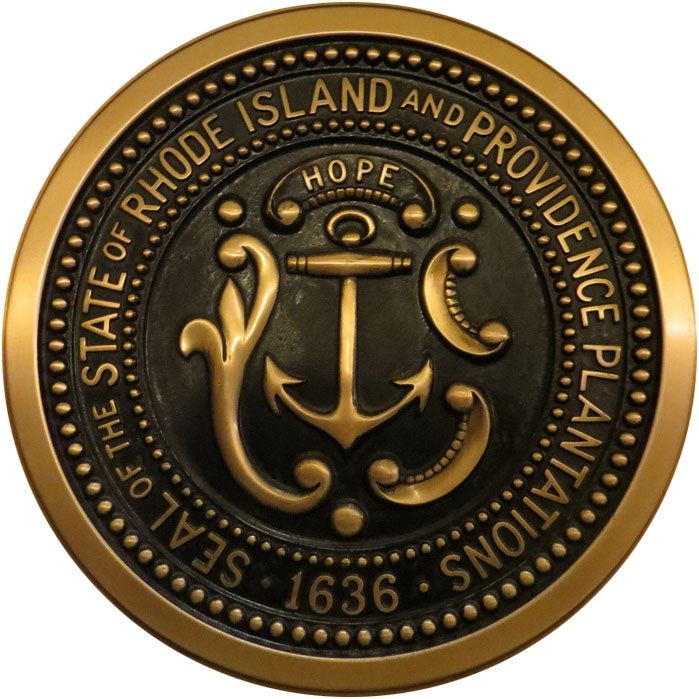 SEAL OF THE STATE OF RHODE ISLAND AND PROVIDENCE PLANTATIONS
· 1636 ·
HOPE